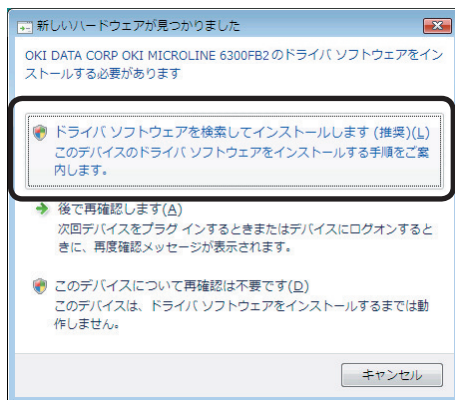 新しいハードウェアが見つかりました
OKI DATA CORP OKI MICROLINE 6300FB2 のドライバ ソフトウェアをイン
ストールする必要があります
ドライバ ソフトウェアを検索してインストールします (推奨)(L)
このデバイスのドライバ ソフトウェアをインストールする手順をご案
内します。
後で再確認します(A)
次回デバイスをプラグ インするときまたはデバイスにログオンすると
きに、再度確認メッセージが表示されます。
このデバイスについて再確認は不要です(D)
このデバイスは、ドライバ ソフトウェアをインストールするまでは動
作しません。
キャンセル